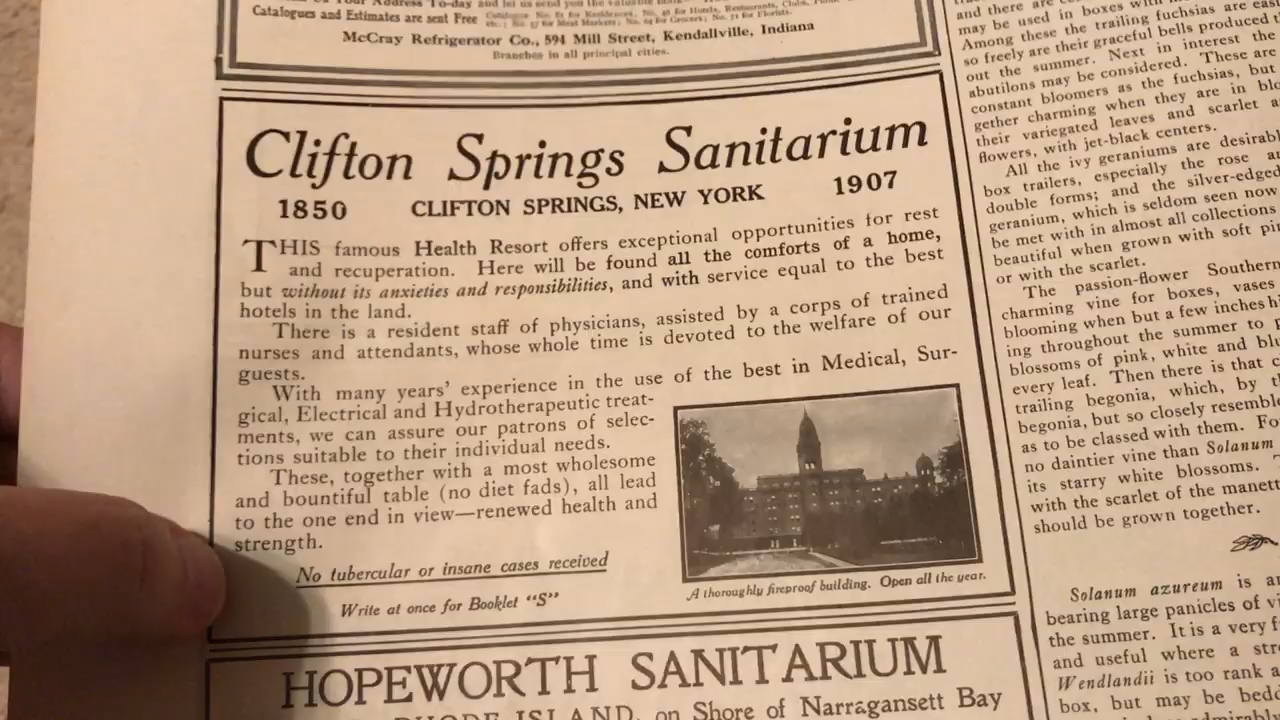 Your Address To-day and let us send you
Catalogues and Estimates are sent Free
McCray Refrigerator Co., 594 Mill Street, Kendallville, Indiana
Branches in all principal cities.
Clifton Springs Sanitarium
1850 CLIFTON SPRINGS, NEW YORK 1907
THIS famous Health Resort offers exceptional opportunities for rest
and recuperation. Here will be found all the comforts of a home,
but without its anxieties and responsibilities, and with service equal to the best
hotels in the land.
There is a resident staff of physicians, assisted by a corps of trained
nurses and attendants, whose whole time is devoted to the welfare of our
guests.
With many years' experience in the use of the best in Medical, Sur-
gical, Electrical and Hydrotherapeutic treat-
ments, we can assure our patrons of selec-
tions suitable to their individual needs.
These, together with a most wholesome
and bountiful table (no diet fads), all lead
to the one end in view—renewed health and
strength.
No tubercular or insane cases received
Write at once for Booklet "S"
A thoroughly fireproof building. Open all the year.
HOPEWORTH SANITARIUM
RHODE ISLAND, on Shore of Narragansett Bay
and there are
may be used in boxes with
Among these the trailing fuchsias are
so freely are their graceful bells produced
out the summer. Next in interest the
abutilons may be considered. These are
constant bloomers as the fuchsias, but
gether charming when they are in
their variegated leaves and scarlet
flowers, with jet-black centers.
All the ivy geraniums are
box trailers, especially the rose
double forms; and the silver-edged
geranium, which is seldom seen now
be met with in almost all collections
beautiful when grown with soft
or with the scarlet.
The passion-flower Southern
charming vine for boxes, vases
blooming when but a few inches
ing throughout the summer to
blossoms of pink, white and
every leaf. Then there is that
trailing begonia, which, by
begonia, but so closely
as to be classed with them.
no daintier vine than Solanum
its starry white blossoms.
with the scarlet of the
should be grown together.
Solanum azureum is
bearing large panicles of
the summer. It is a very
and useful where a
Wendlandii is too rank
box, but may be